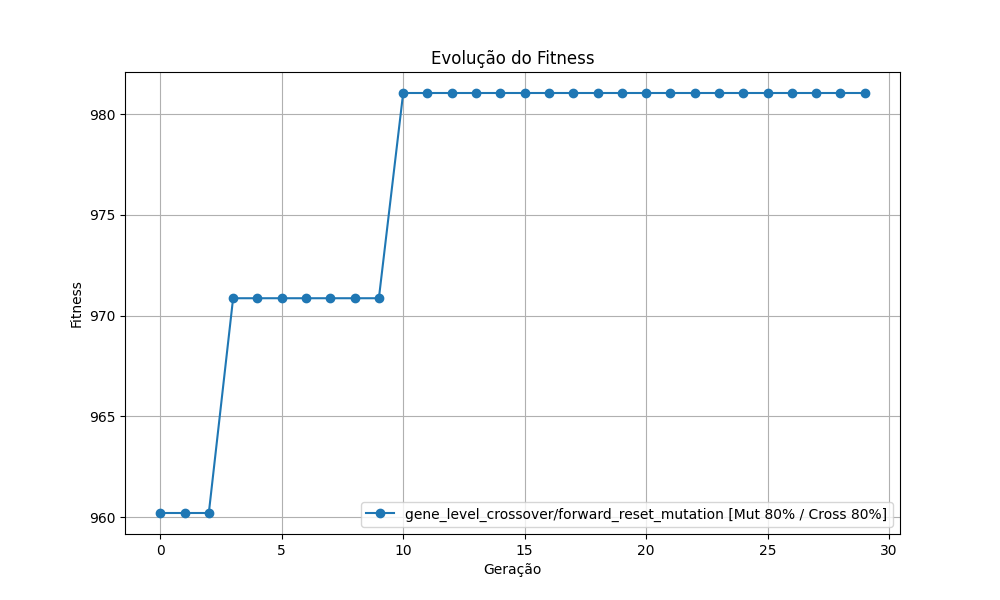 Evolução do Fitness
Fitness
980
975
970
965
960
gene_level_crossover/forward_reset_mutation [Mut 80% / Cross 80%]
0 5 10 15 20 25 30
Geração